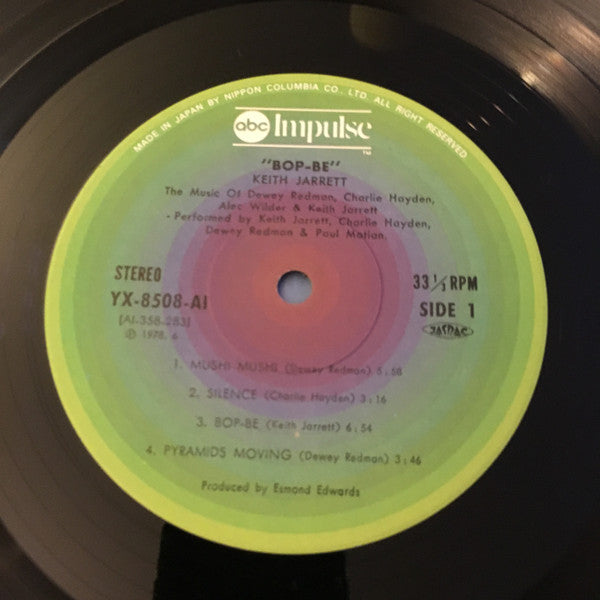 MADE IN JAPAN BY NIPPON COLUMBIA CO., LTD. ALL RIGHT RESERVED.
abc Impulse
TM
"BOP-BE"
KEITH JARRETT
The Music Of Dewey Redman, Charlie Hayden,
Alec Wilder & Keith Jarrett
• Performed by Keith Jarrett, Charlie Hayden,
Dewey Redman & Paul Motian.
STEREO
YX-8508-AI
[AI-358-283]
℗ 1978. 6
33 1/3 RPM
SIDE 1
JASRAC
1. MUSHI MUSHI (Dewey Redman) 5:58
2. SILENCE (Charlie Hayden) 3:16
3. BOP-BE (Keith Jarrett) 6:54
4. PYRAMIDS MOVING (Dewey Redman) 3:46
Produced by Esmond Edwards